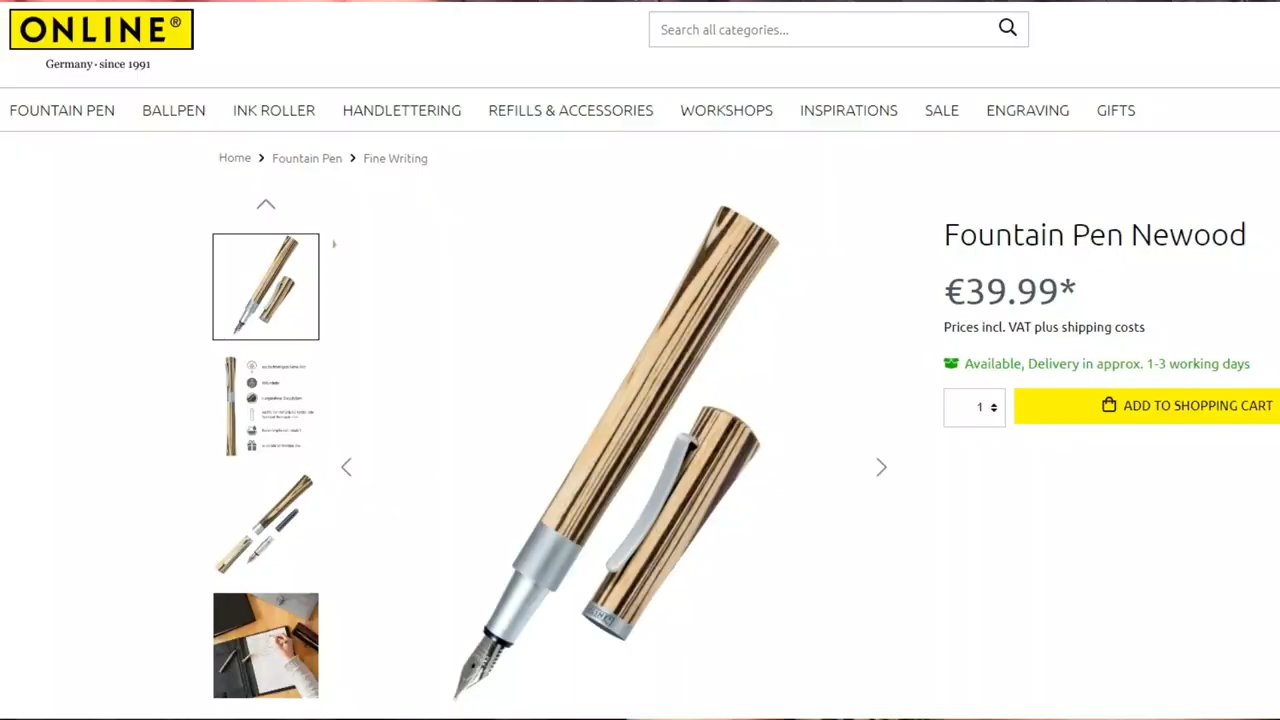 ONLINE®
Germany · since 1991
Search all categories...
FOUNTAIN PEN BALLPEN INK ROLLER HANDLETTERING REFILLS & ACCESSORIES WORKSHOPS INSPIRATIONS SALE ENGRAVING GIFTS
Home > Fountain Pen > Fine Writing
Fountain Pen Newood
€39.99*
Prices incl. VAT plus shipping costs
Available, Delivery in approx. 1-3 working days
1
ADD TO SHOPPING CART